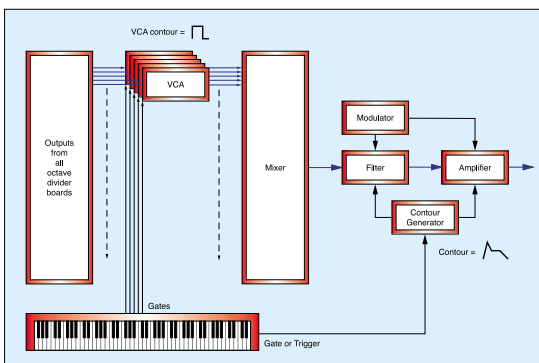 VCA contour =
VCA
Outputs
from
all
octave
divider
boards
Mixer
Modulator
Filter
Amplifier
Contour
Generator
Contour =
Gates
Gate or Trigger